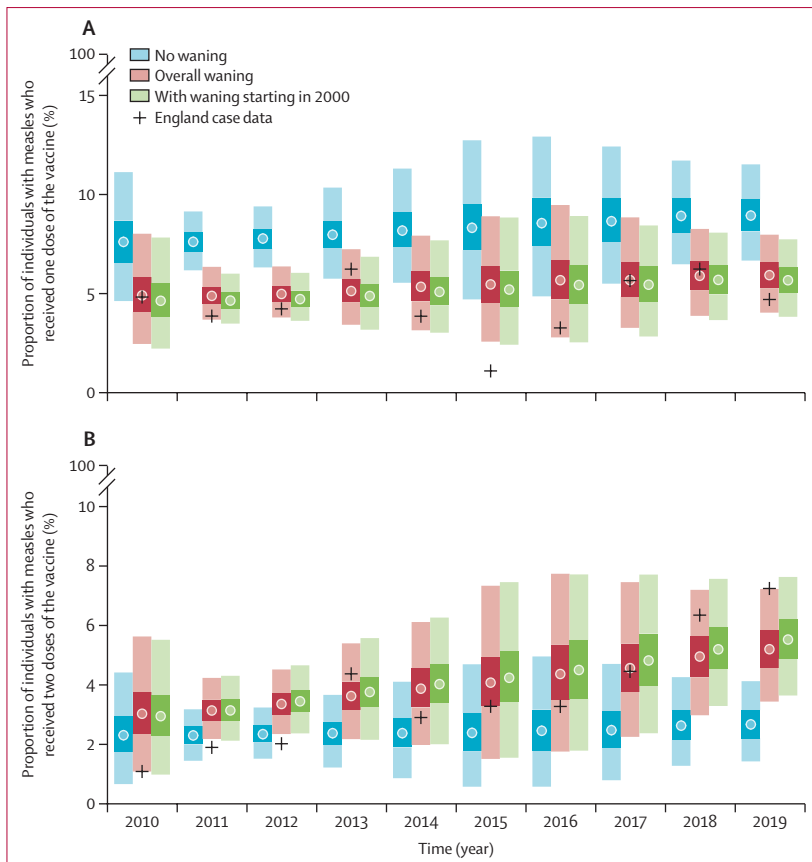 A
100
No waning
Overall waning
With waning starting in 2000
England case data
15
10
5
0
Proportion of individuals with measles who
received one dose of the vaccine (%)
B
100
10
8
6
4
2
0
Proportion of individuals with measles who
received two doses of the vaccine (%)
2010 2011 2012 2013 2014 2015 2016 2017 2018 2019
Time (year)